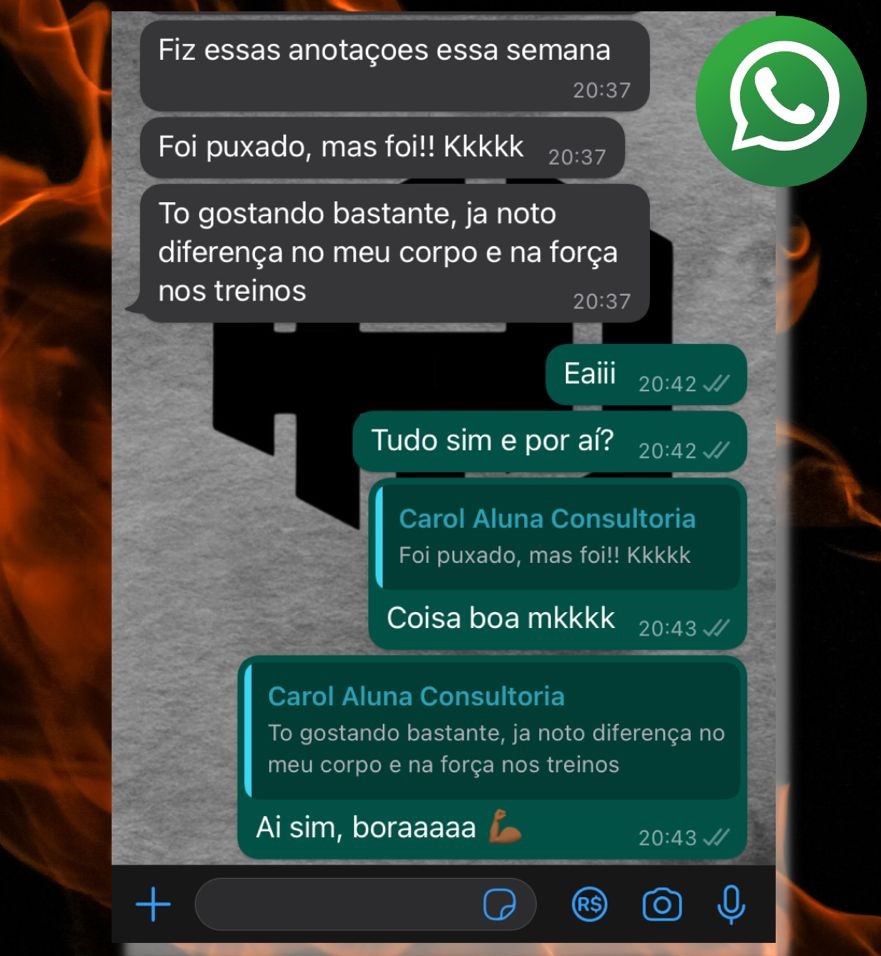 Fiz essas anotaçoes essa semana
20:37
Foi puxado, mas foi!! Kkkkk 20:37
To gostando bastante, ja noto
diferença no meu corpo e na força
nos treinos 20:37
Eaiii 20:42
Tudo sim e por aí? 20:42
Carol Aluna Consultoria
Foi puxado, mas foi!! Kkkkk
Coisa boa mkkkk 20:43
Carol Aluna Consultoria
To gostando bastante, ja noto diferença no
meu corpo e na força nos treinos
Ai sim, boraaaaa 💪🏾 20:43
R$